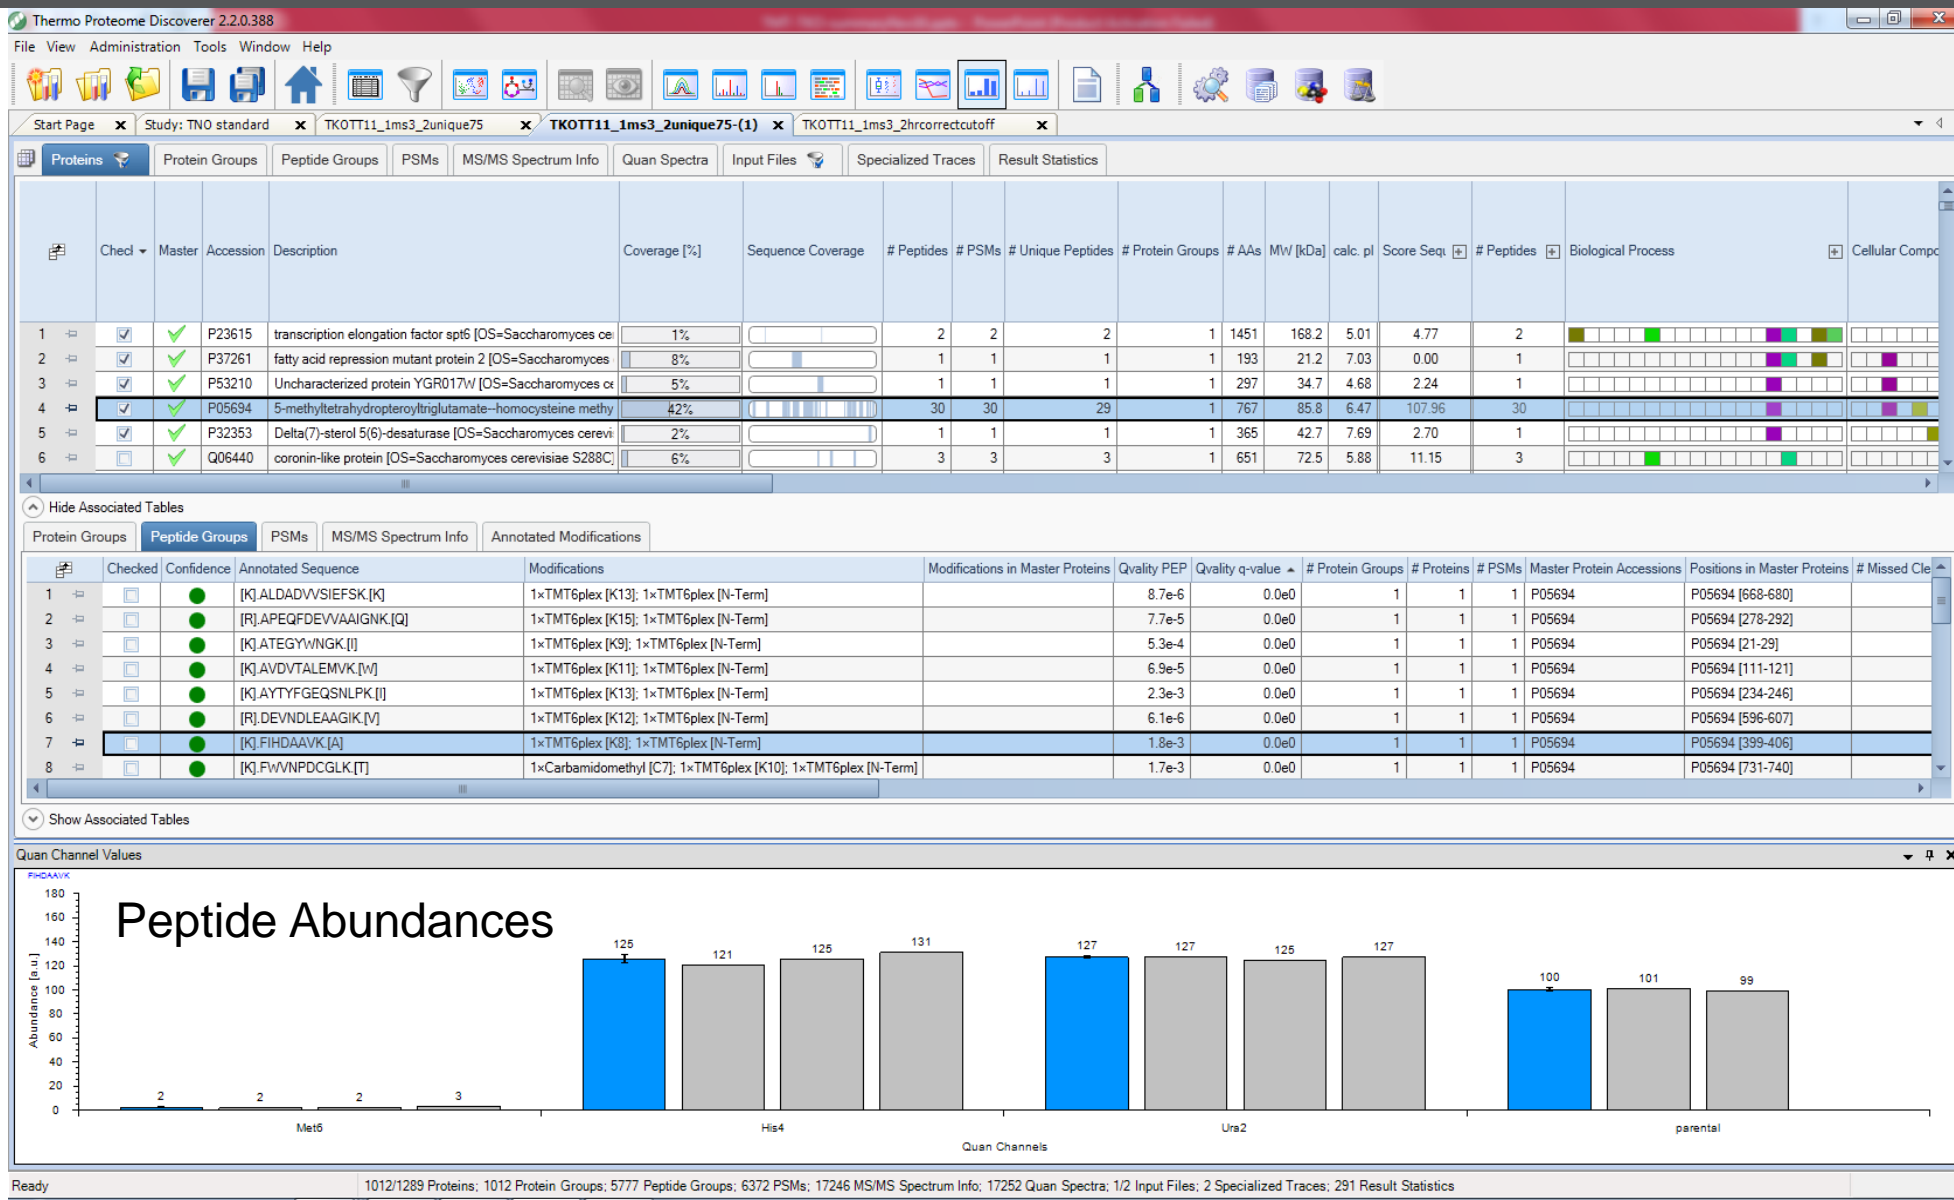 Thermo Proteome Discoverer 2.2.0.388
File View Administration Tools Window Help
Start Page x Study: TNO standard x TKOTT11_1ms3_2unique75 x TKOTT11_1ms3_2unique75-(1) x TKOTT11_1ms3_2hrcorrectcutoff x
Proteins Protein Groups Peptide Groups PSMs MS/MS Spectrum Info Quan Spectra Input Files Specialized Traces Result Statistics
Checl Master Accession Description Coverage [%] Sequence Coverage # Peptides # PSMs # Unique Peptides # Protein Groups # AAs MW [kDa] calc. pI Score Sequ # Peptides Biological Process Cellular Compc
1 P23615 transcription elongation factor spt6 [OS=Saccharomyces ce 1% 2 2 2 1 1451 168.2 5.01 4.77 2
2 P37261 fatty acid repression mutant protein 2 [OS=Saccharomyces 8% 1 1 1 1 193 21.2 7.03 0.00 1
3 P53210 Uncharacterized protein YGR017W [OS=Saccharomyces ce 5% 1 1 1 1 297 34.7 4.68 2.24 1
4 P05694 5-methyltetrahydropteroyltriglutamate--homocysteine methy 42% 30 30 29 1 767 85.8 6.47 107.96 30
5 P32353 Delta(7)-sterol 5(6)-desaturase [OS=Saccharomyces cerevi 2% 1 1 1 1 365 42.7 7.69 2.70 1
6 Q06440 coronin-like protein [OS=Saccharomyces cerevisiae S288C] 6% 3 3 3 1 651 72.5 5.88 11.15 3
Hide Associated Tables
Protein Groups Peptide Groups PSMs MS/MS Spectrum Info Annotated Modifications
Checked Confidence Annotated Sequence Modifications Modifications in Master Proteins Qvality PEP Qvality q-value # Protein Groups # Proteins # PSMs Master Protein Accessions Positions in Master Proteins # Missed Cle
1 [K].ALDADVVSIEFSK.[K] 1×TMT6plex [K13]; 1×TMT6plex [N-Term] 8.7e-6 0.0e0 1 1 1 P05694 P05694 [668-680]
2 [R].APEQFDEVVAAIGNK.[Q] 1×TMT6plex [K15]; 1×TMT6plex [N-Term] 7.7e-5 0.0e0 1 1 1 P05694 P05694 [278-292]
3 [K].ATEGYWNGK.[I] 1×TMT6plex [K9]; 1×TMT6plex [N-Term] 5.3e-4 0.0e0 1 1 1 P05694 P05694 [21-29]
4 [K].AVDVTALEMVK.[W] 1×TMT6plex [K11]; 1×TMT6plex [N-Term] 6.9e-5 0.0e0 1 1 1 P05694 P05694 [111-121]
5 [K].AYTYFGEQSNLPK.[I] 1×TMT6plex [K13]; 1×TMT6plex [N-Term] 2.3e-3 0.0e0 1 1 1 P05694 P05694 [234-246]
6 [R].DEVNDLEAAGIK.[V] 1×TMT6plex [K12]; 1×TMT6plex [N-Term] 6.1e-6 0.0e0 1 1 1 P05694 P05694 [596-607]
7 [K].FIHDAAVK.[A] 1×TMT6plex [K8]; 1×TMT6plex [N-Term] 1.8e-3 0.0e0 1 1 1 P05694 P05694 [399-406]
8 [K].FWVNPDCGLK.[T] 1×Carbamidomethyl [C7]; 1×TMT6plex [K10]; 1×TMT6plex [N-Term] 1.7e-3 0.0e0 1 1 1 P05694 P05694 [731-740]
Show Associated Tables
Quan Channel Values
FIHDAAVK
Peptide Abundances
Abundance [a.u.]
180
160
140
120
100
80
60
40
20
0
2 2 2 3 125 121 125 131 127 127 125 127 100 101 99
Met6 His4 Ura2 parental
Quan Channels
Ready 1012/1289 Proteins; 1012 Protein Groups; 5777 Peptide Groups; 6372 PSMs; 17246 MS/MS Spectrum Info; 17252 Quan Spectra; 1/2 Input Files; 2 Specialized Traces; 291 Result Statistics